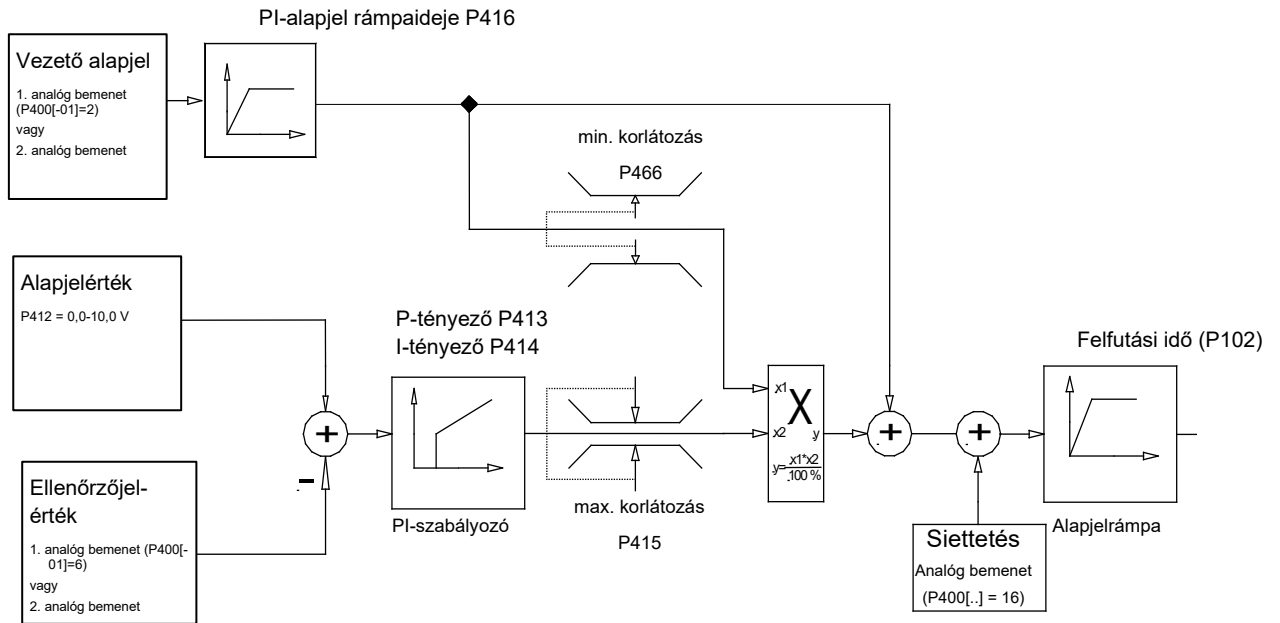 PI-alapjel rámpaideje P416
Vezető alapjel
1. analóg bemenet
(P400[-01]=2)
vagy
2. analóg bemenet
min. korlátozás
P466
Alapjelérték
P412 = 0,0-10,0 V
P-tényező P413
I-tényező P414
Felfutási idő (P102)
x1
X
x2
y
y=x1*x2
100 %
+
+
+
-
Ellenőrzőjel-
érték
1. analóg bemenet (P400[-
01]=6)
vagy
2. analóg bemenet
PI-szabályozó
max. korlátozás
P415
Siettetés
Analóg bemenet
(P400[..] = 16)
Alapjelrámpa